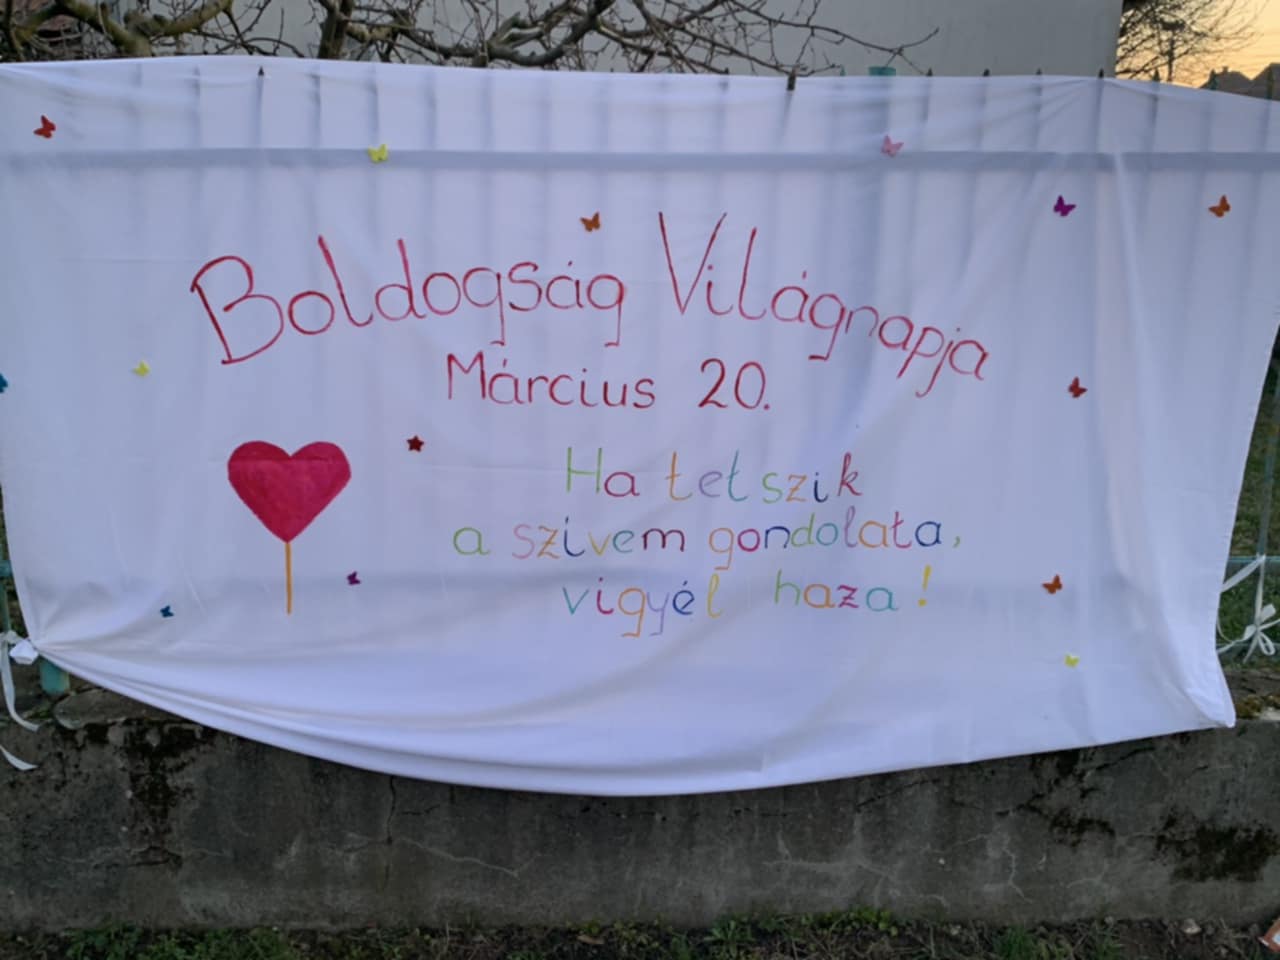 Boldogság Világnapja
Március 20.
Ha tetszik
a szivem gondolata,
vigyél haza!